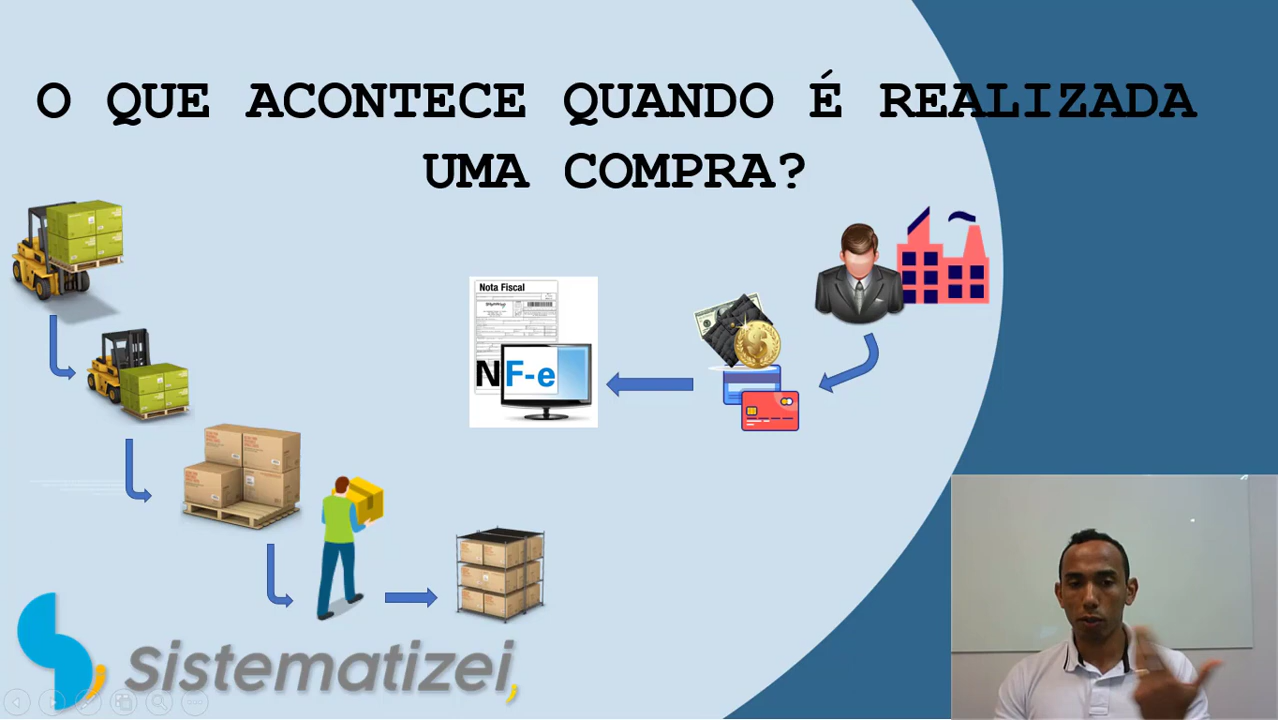 O QUE ACONTECE QUANDO É REALIZADA
UMA COMPRA?
Nota Fiscal
NF-e
Sistematizei,